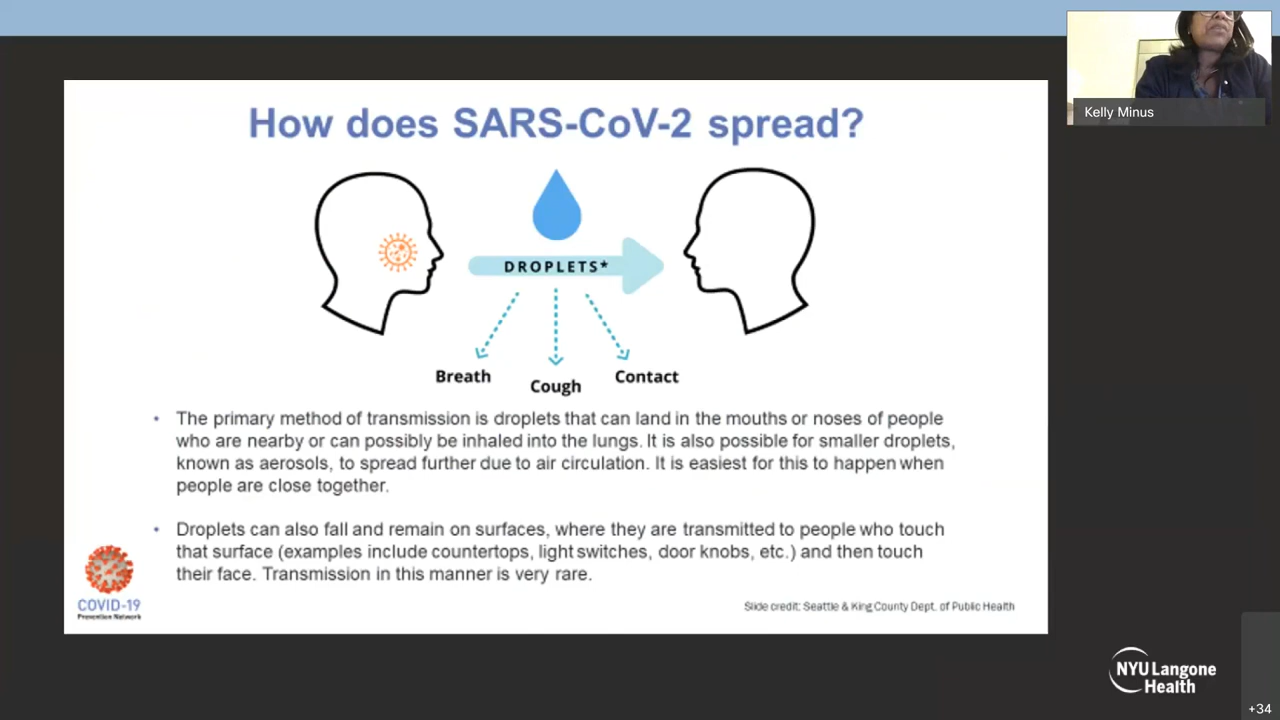 Kelly Minus
How does SARS-CoV-2 spread?
DROPLETS*
Breath
Cough
Contact
• The primary method of transmission is droplets that can land in the mouths or noses of people
who are nearby or can possibly be inhaled into the lungs. It is also possible for smaller droplets,
known as aerosols, to spread further due to air circulation. It is easiest for this to happen when
people are close together.
• Droplets can also fall and remain on surfaces, where they are transmitted to people who touch
that surface (examples include countertops, light switches, door knobs, etc.) and then touch
their face. Transmission in this manner is very rare.
COVID-19
Prevention Network
Slide credit: Seattle & King County Dept. of Public Health
NYU Langone
Health
+34